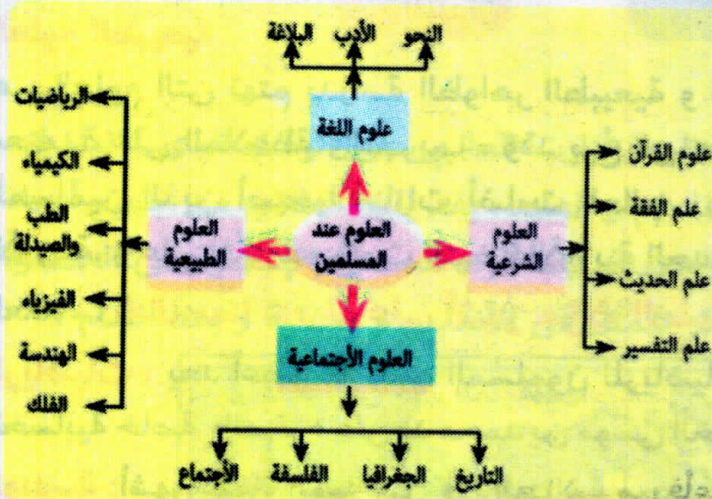 النحو
الأدب
البلاغة
علوم اللغة
العلوم عند
المسلمين
العلوم
الشرعية
علوم القرآن
علم الفقة
علم الحديث
علم التفسير
العلوم
الطبيعية
الرياضيات
الكيمياء
الطب
والصيدلة
الفيزياء
الهندسة
الفلك
العلوم الأجتماعية
التاريخ
الجغرافيا
الفلسفة
الأجتماع